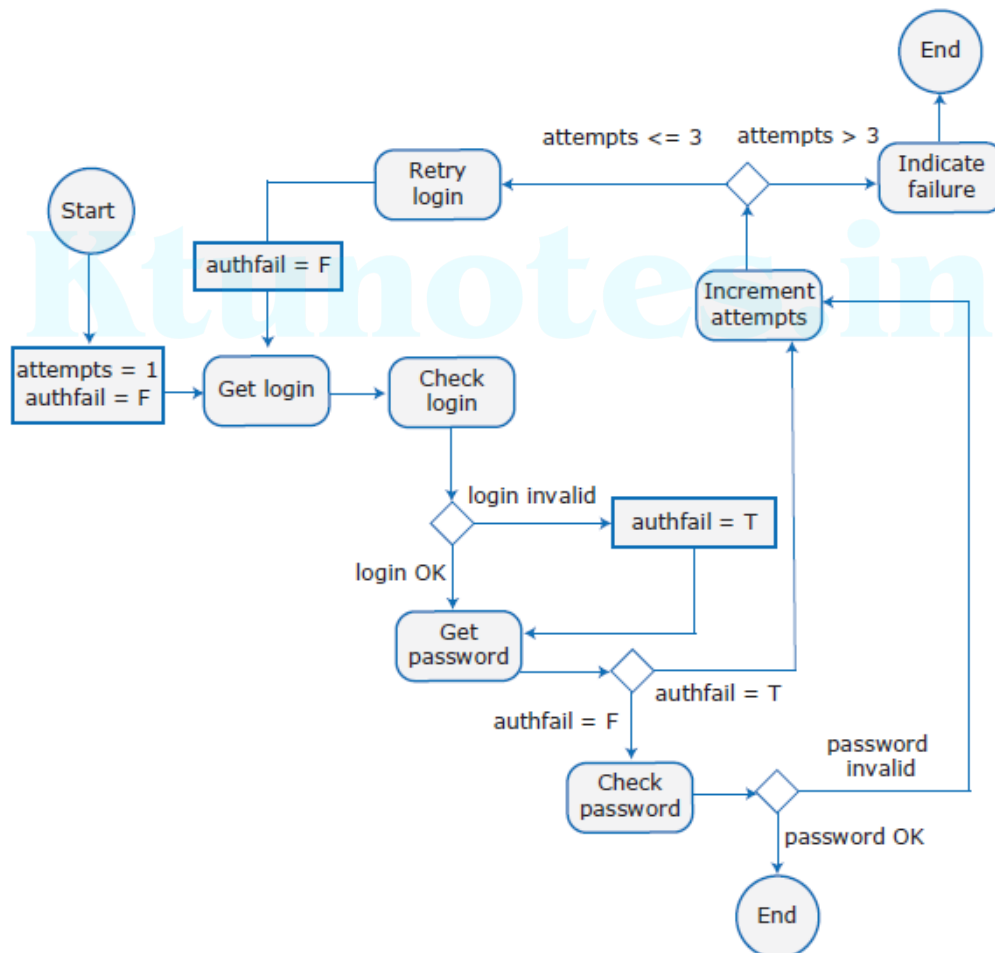 End
attempts <= 3
attempts > 3
Retry
login
Indicate
failure
Start
authfail = F
Ktunotes.in
Increment
attempts
attempts = 1
authfail = F
Get login
Check
login
login invalid
authfail = T
login OK
Get
password
authfail = T
authfail = F
Check
password
password
invalid
password OK
End